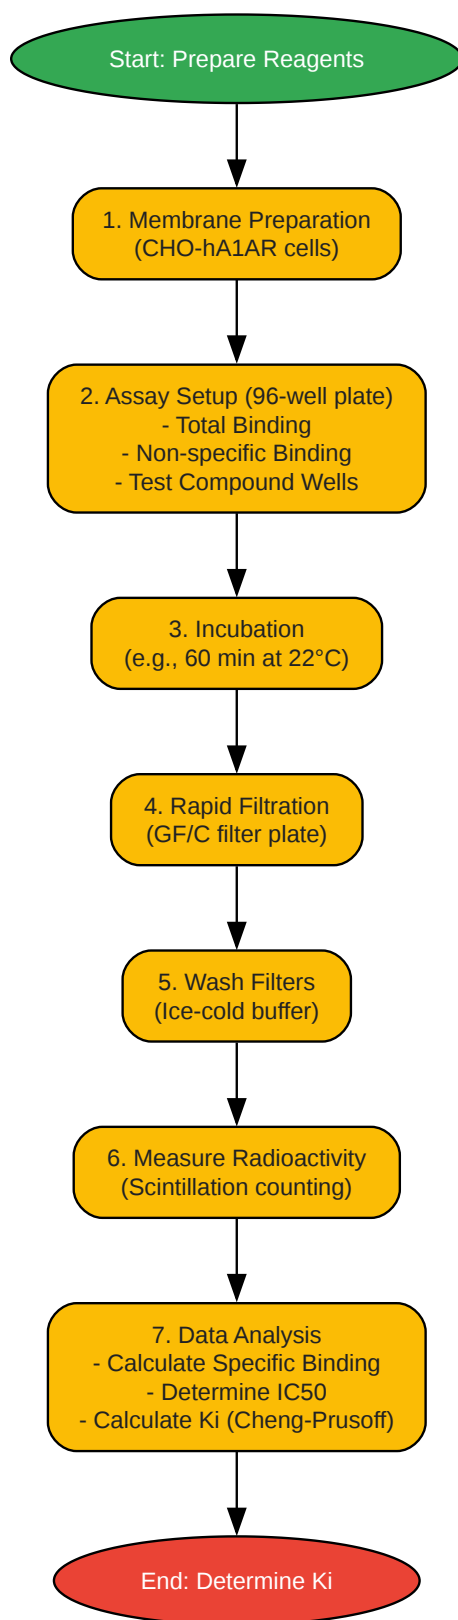 Start: Prepare Reagents
1. Membrane Preparation
(CHO-hA1AR cells)
2. Assay Setup (96-well plate)
- Total Binding
- Non-specific Binding
- Test Compound Wells
3. Incubation
(e.g., 60 min at 22°C)
4. Rapid Filtration
(GF/C filter plate)
5. Wash Filters
(Ice-cold buffer)
6. Measure Radioactivity
(Scintillation counting)
7. Data Analysis
- Calculate Specific Binding
- Determine IC50
- Calculate Ki (Cheng-Prusoff)
End: Determine Ki